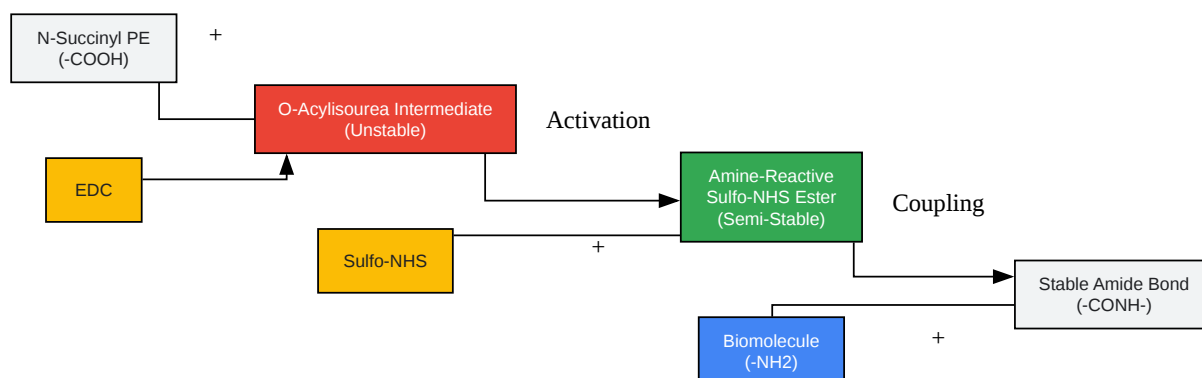 N-Succinyl PE
(-COOH)
+
O-Acylisourea Intermediate
(Unstable)
Activation
EDC
Amine-Reactive
Sulfo-NHS Ester
(Semi-Stable)
Coupling
Sulfo-NHS
+
Stable Amide Bond
(-CONH-)
Biomolecule
(-NH2)
+